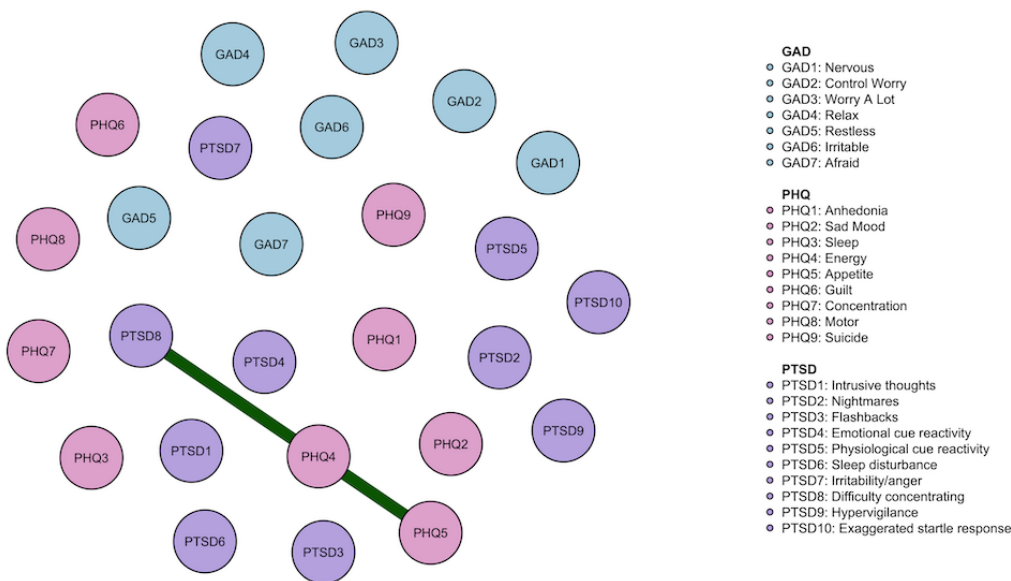 GAD3
GAD4
GAD2
PHQ6
GAD6
PTSD7
GAD1
GAD5
PHQ9
PHQ8
GAD7
PTSD5
PTSD10
PTSD8
PHQ1
PHQ7
PTSD4
PTSD2
PTSD9
PHQ2
PTSD1
PHQ4
PHQ3
PHQ5
PTSD6
PTSD3
GAD
GAD1: Nervous
GAD2: Control Worry
GAD3: Worry A Lot
GAD4: Relax
GAD5: Restless
GAD6: Irritable
GAD7: Afraid
PHQ
PHQ1: Anhedonia
PHQ2: Sad Mood
PHQ3: Sleep
PHQ4: Energy
PHQ5: Appetite
PHQ6: Guilt
PHQ7: Concentration
PHQ8: Motor
PHQ9: Suicide
PTSD
PTSD1: Intrusive thoughts
PTSD2: Nightmares
PTSD3: Flashbacks
PTSD4: Emotional cue reactivity
PTSD5: Physiological cue reactivity
PTSD6: Sleep disturbance
PTSD7: Irritability/anger
PTSD8: Difficulty concentrating
PTSD9: Hypervigilance
PTSD10: Exaggerated startle response